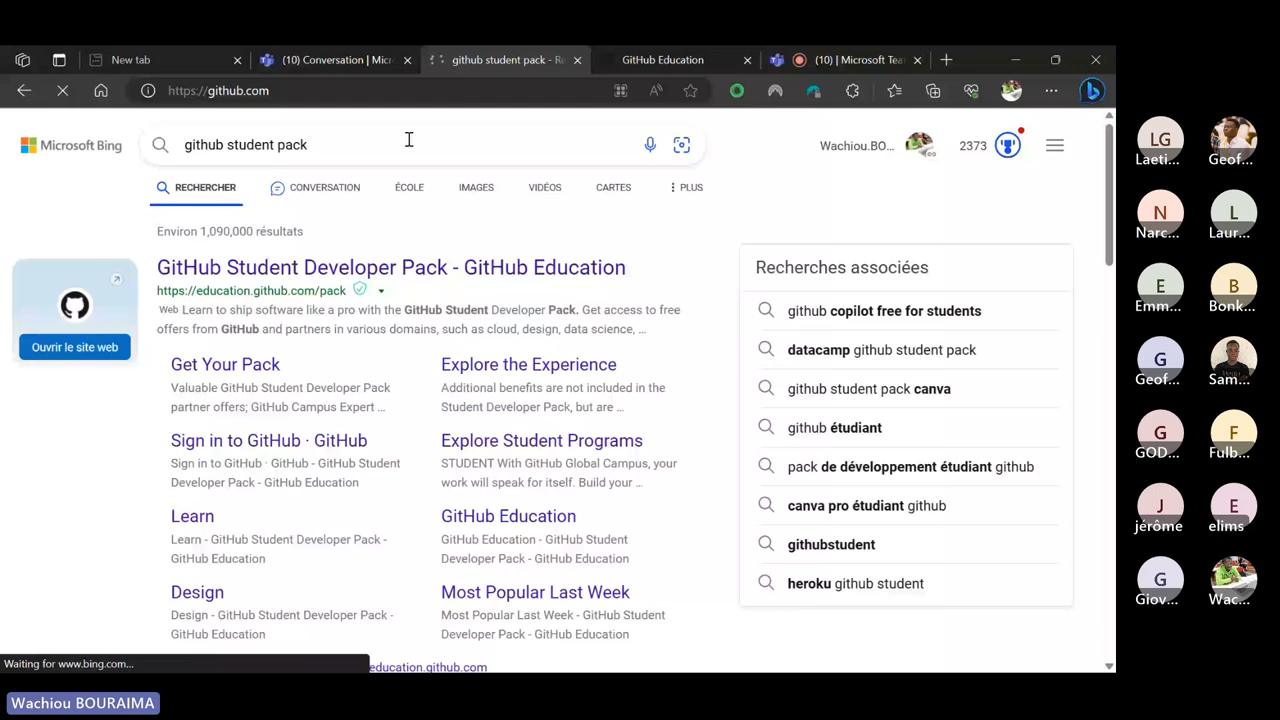 New tab
(10) Conversation | Micr
github student pack - Re
GitHub Education
(10) | Microsoft Tea
https://github.com
Microsoft Bing
github student pack
Wachiou.BO...
2373
RECHERCHER
CONVERSATION
ÉCOLE
IMAGES
VIDÉOS
CARTES
PLUS
Environ 1,090,000 résultats
Ouvrir le site web
GitHub Student Developer Pack - GitHub Education
https://education.github.com/pack
Web Learn to ship software like a pro with the GitHub Student Developer Pack. Get access to free
offers from GitHub and partners in various domains, such as cloud, design, data science, ...
Get Your Pack
Valuable GitHub Student Developer Pack
partner offers; GitHub Campus Expert ...
Explore the Experience
Additional benefits are not included in the
Student Developer Pack, but are ...
Sign in to GitHub · GitHub
Sign in to GitHub · GitHub - GitHub Student
Developer Pack - GitHub Education
Explore Student Programs
STUDENT With GitHub Global Campus, your
work will speak for itself. Build your ...
Learn
Learn - GitHub Student Developer Pack -
GitHub Education
GitHub Education
GitHub Education - GitHub Student
Developer Pack - GitHub Education
Design
Design - GitHub Student Developer Pack -
GitHub Education
Most Popular Last Week
Most Popular Last Week - GitHub Student
Developer Pack - GitHub Education
education.github.com
Recherches associées
github copilot free for students
datacamp github student pack
github student pack canva
github étudiant
pack de développement étudiant github
canva pro étudiant github
githubstudent
heroku github student
Waiting for www.bing.com...
Wachiou BOURAIMA
LG
Laeti...
Geof...
N
Narc...
L
Laur...
E
Emm...
B
Bonk...
G
Geof...
Sam...
G
GOD...
F
Fulb...
J
jérôme
E
elims
G
Giov...
Wac...